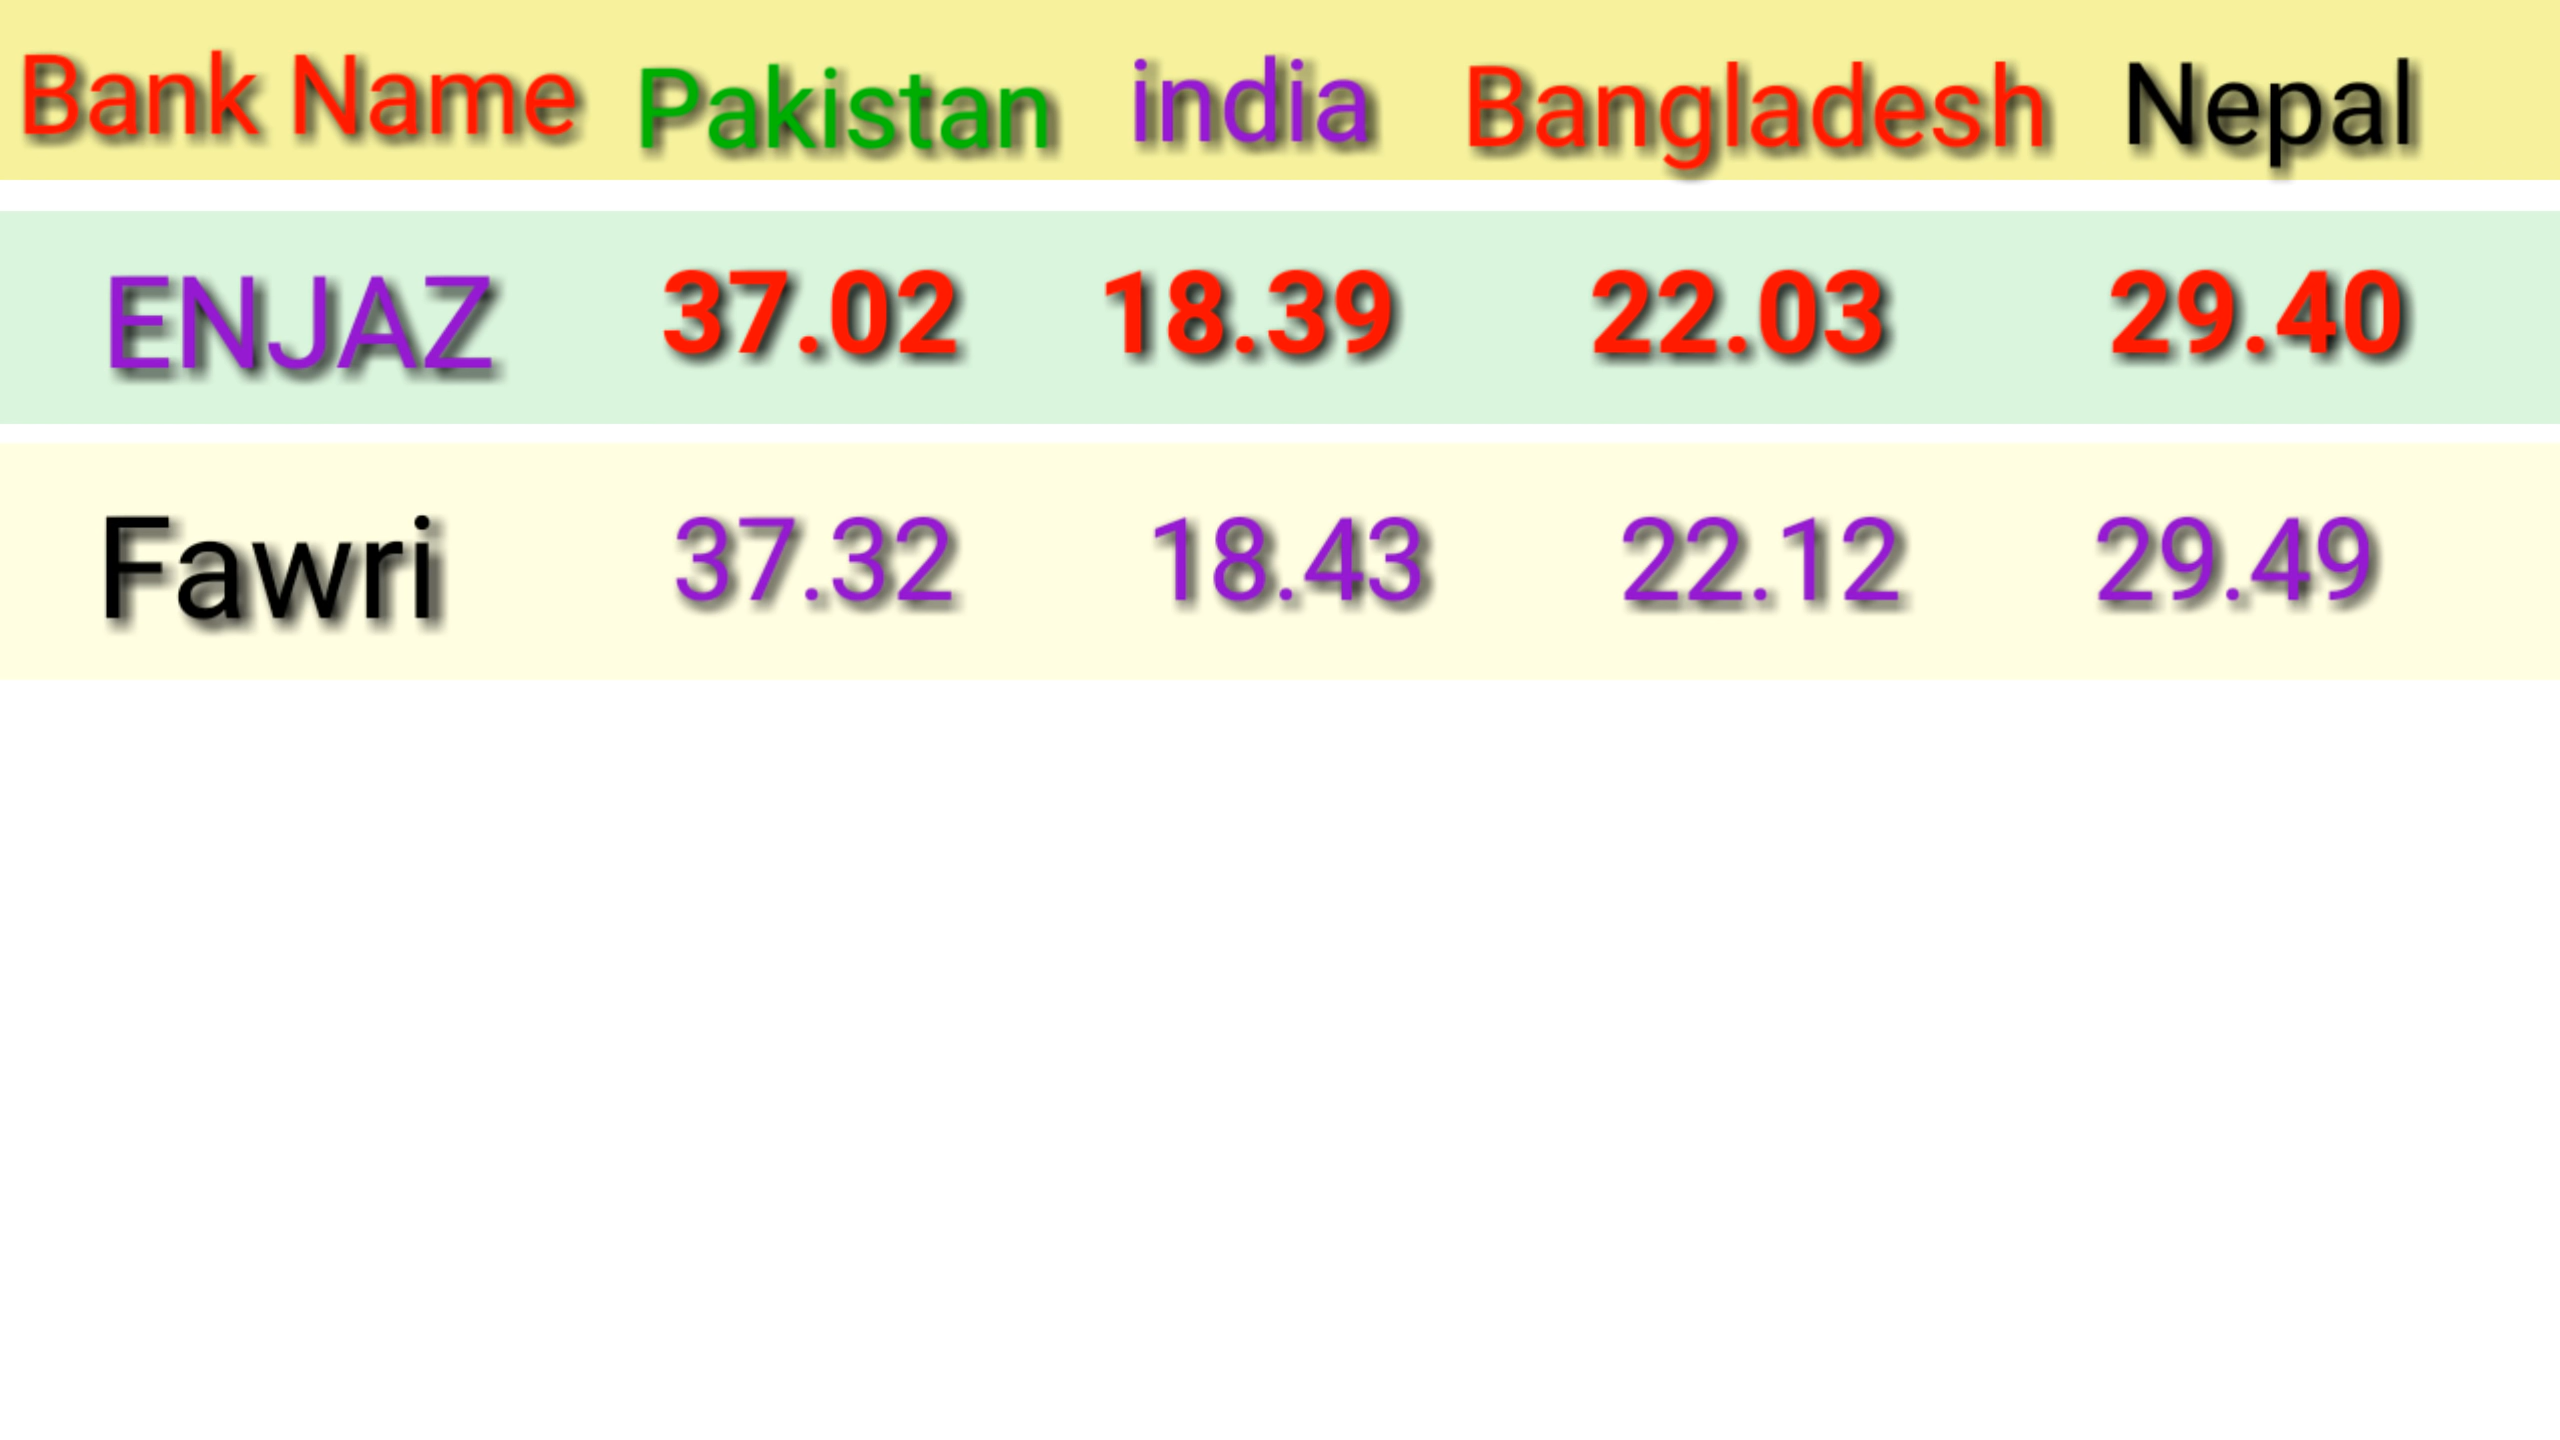 Bank Name Pakistan india Bangladesh Nepal
ENJAZ 37.02 18.39 22.03 29.40
Fawri 37.32 18.43 22.12 29.49